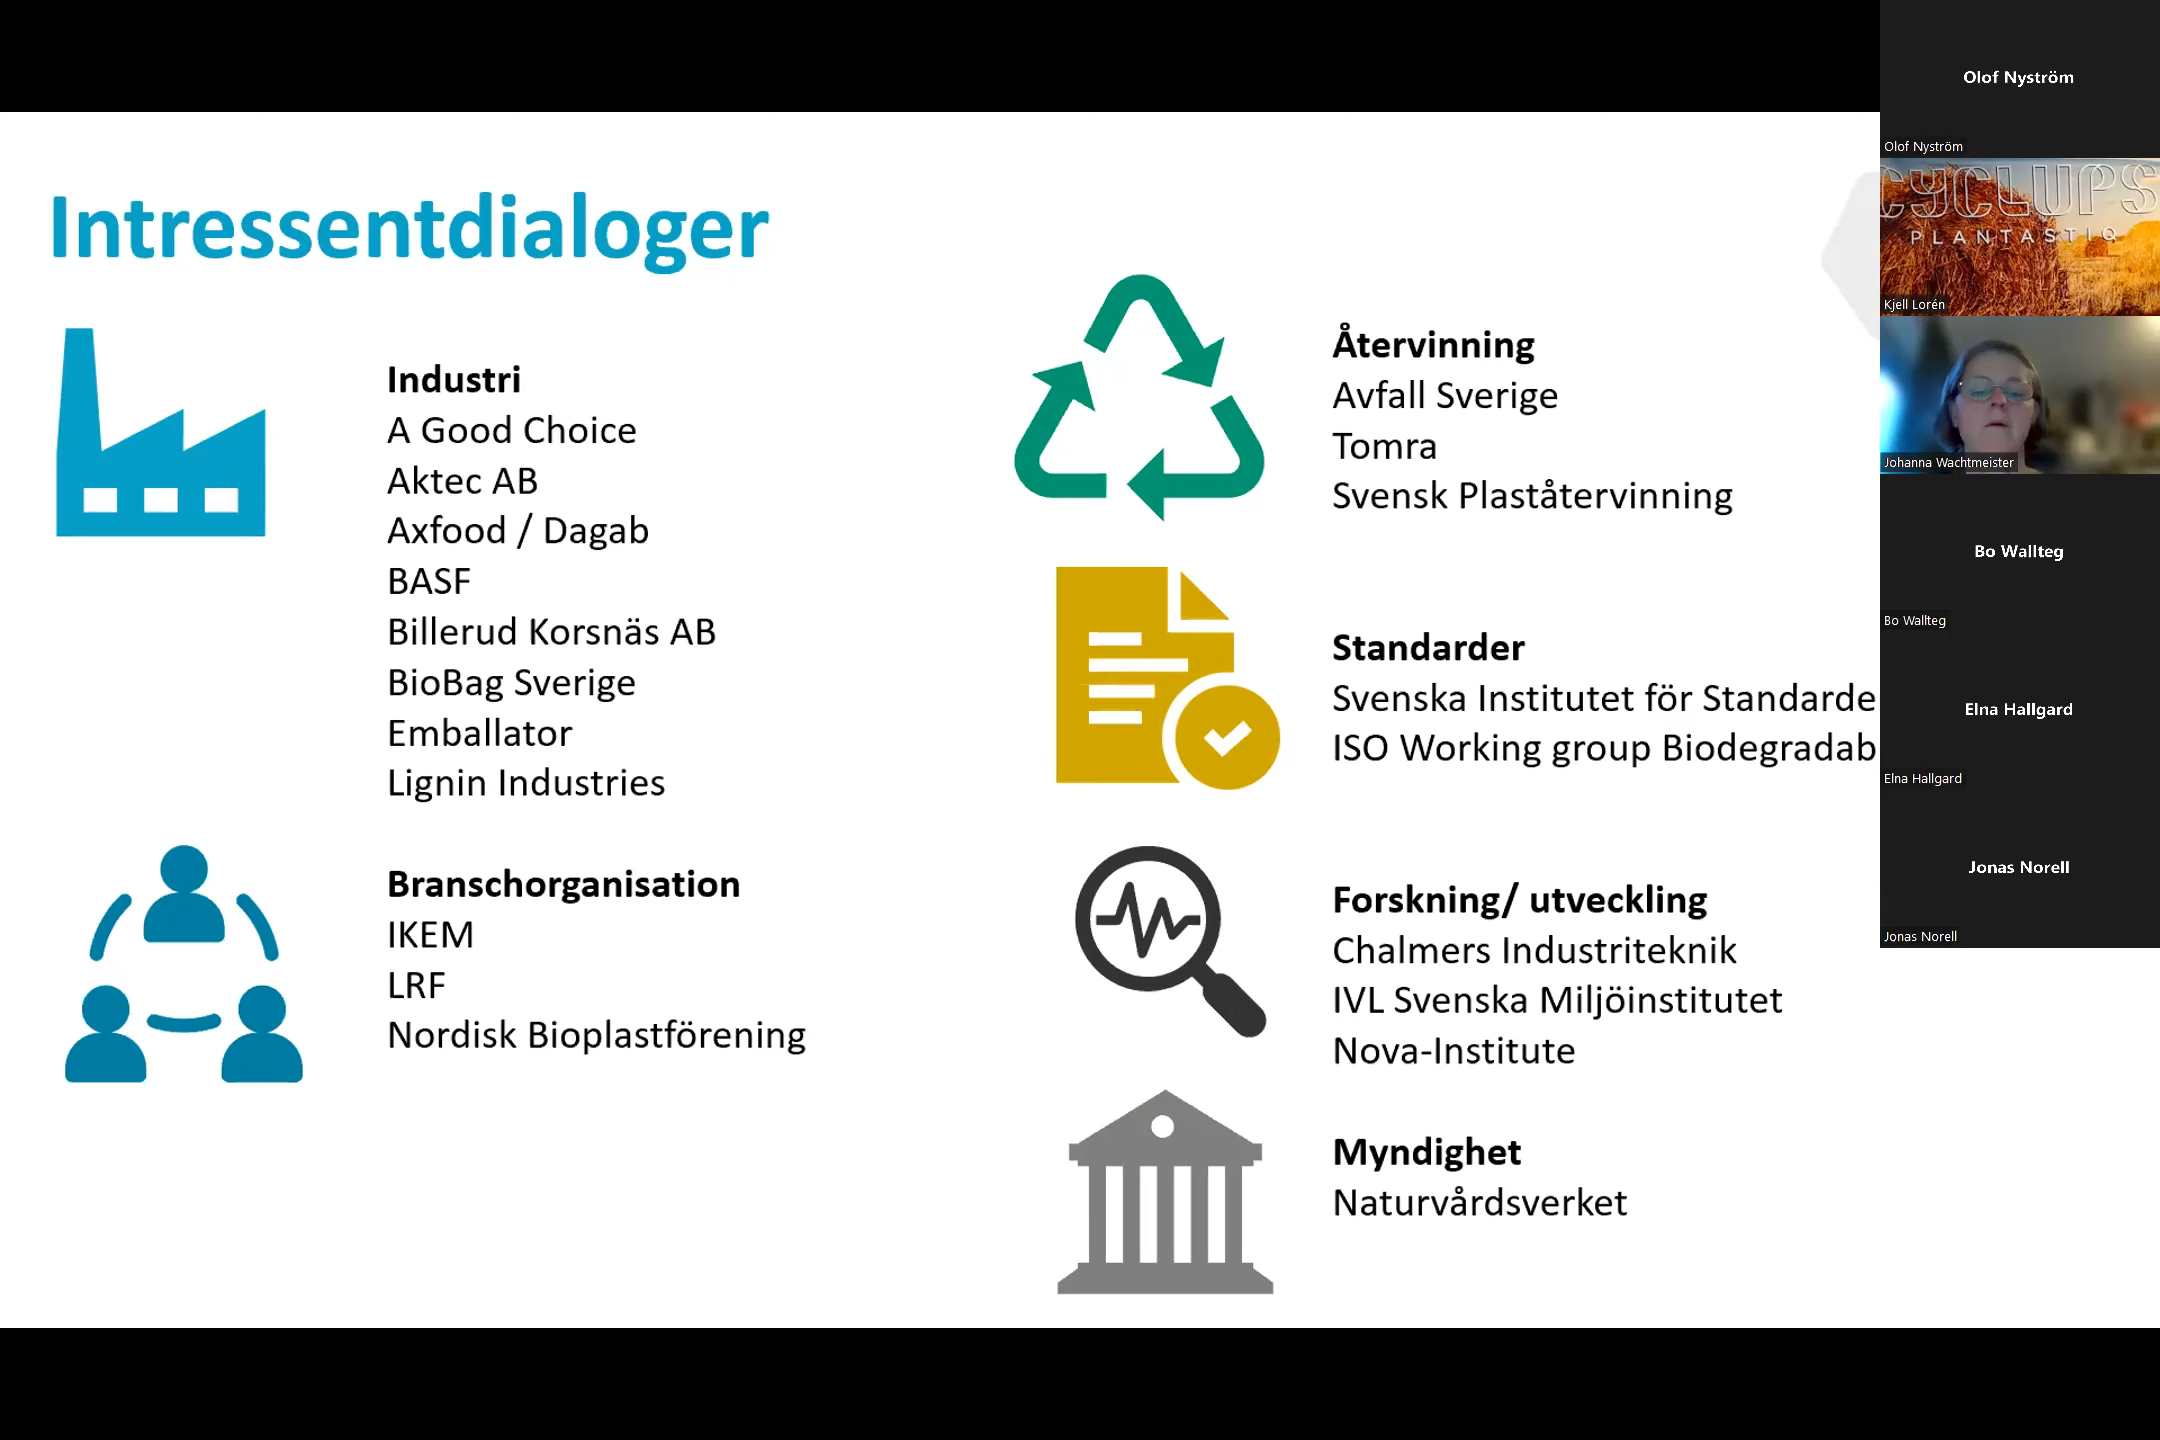 Intressentdialoger
Industri
A Good Choice
Aktec AB
Axfood / Dagab
BASF
Billerud Korsnäs AB
BioBag Sverige
Emballator
Lignin Industries
Branschorganisation
IKEM
LRF
Nordisk Bioplastförening
Återvinning
Avfall Sverige
Tomra
Svensk Plaståtervinning
Standarder
Svenska Institutet för Standarde
ISO Working group Biodegradab
Forskning/ utveckling
Chalmers Industriteknik
IVL Svenska Miljöinstitutet
Nova-Institute
Myndighet
Naturvårdsverket
Olof Nyström
Olof Nyström
CYCLUPS
PLANTASTIQ
Kjell Lorén
Johanna Wachtmeister
Bo Wallteg
Bo Wallteg
Elna Hallgard
Elna Hallgard
Jonas Norell
Jonas Norell